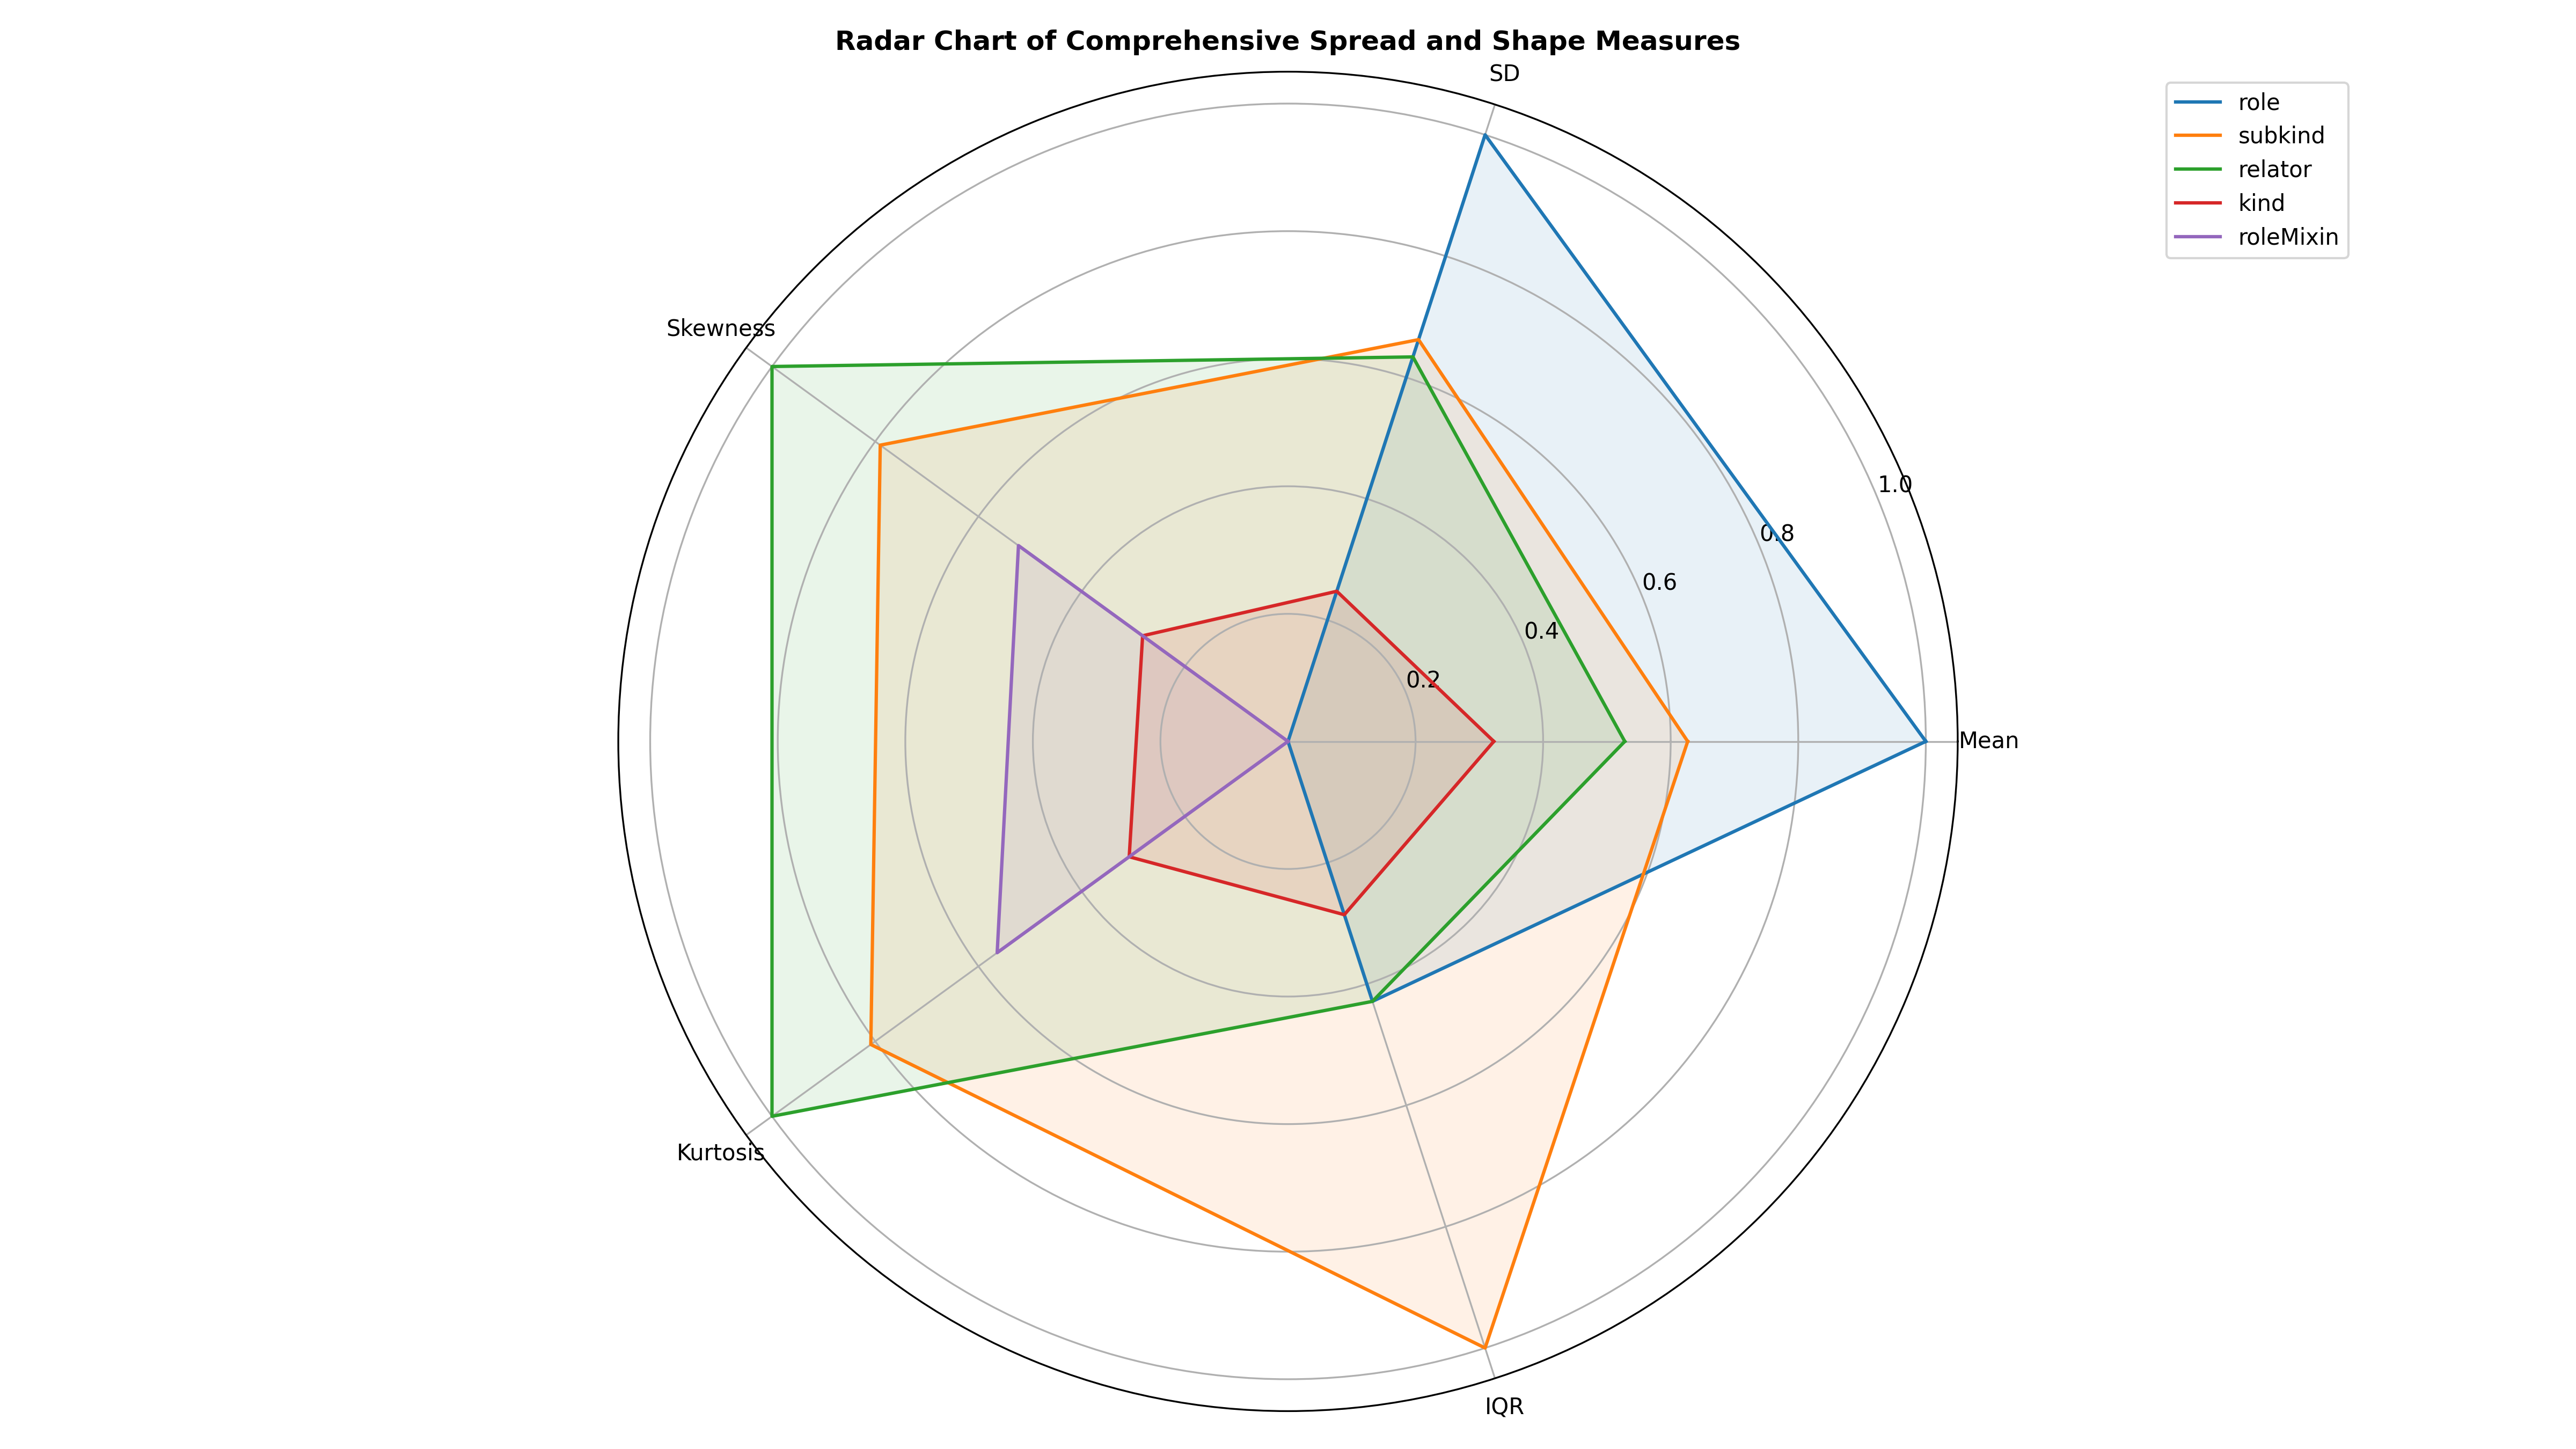 Radar Chart of Comprehensive Spread and Shape Measures
SD
role
subkind
relator
kind
roleMixin
Skewness
1.0
0.8
0.6
0.4
0.2
Mean
Kurtosis
IQR